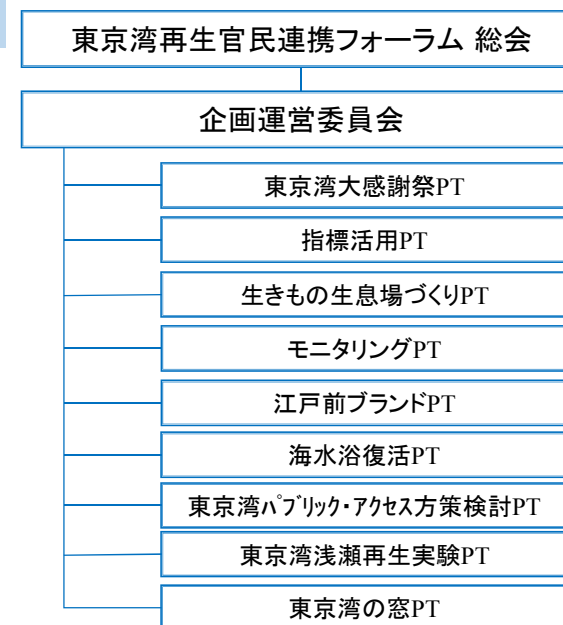 東京湾再生官民連携フォーラム 総会
企画運営委員会
東京湾大感謝祭PT
指標活用PT
生きもの生息場づくりPT
モニタリングPT
江戸前ブランドPT
海水浴復活PT
東京湾ﾊﾟﾌﾞﾘｯｸ・ｱｸｾｽ方策検討PT
東京湾浅瀬再生実験PT
東京湾の窓PT